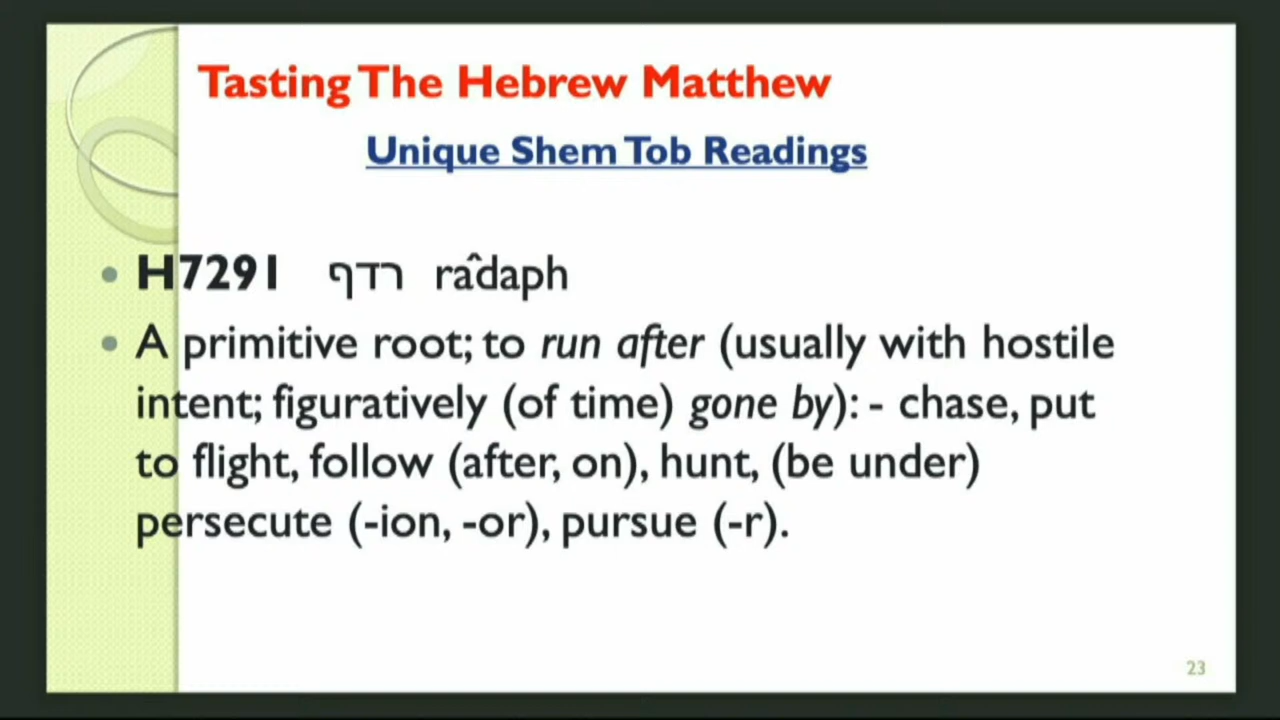 Tasting The Hebrew Matthew
Unique Shem Tob Readings
• H7291 רדף râdaph
• A primitive root; to run after (usually with hostile
intent; figuratively (of time) gone by): - chase, put
to flight, follow (after, on), hunt, (be under)
persecute (-ion, -or), pursue (-r).
23